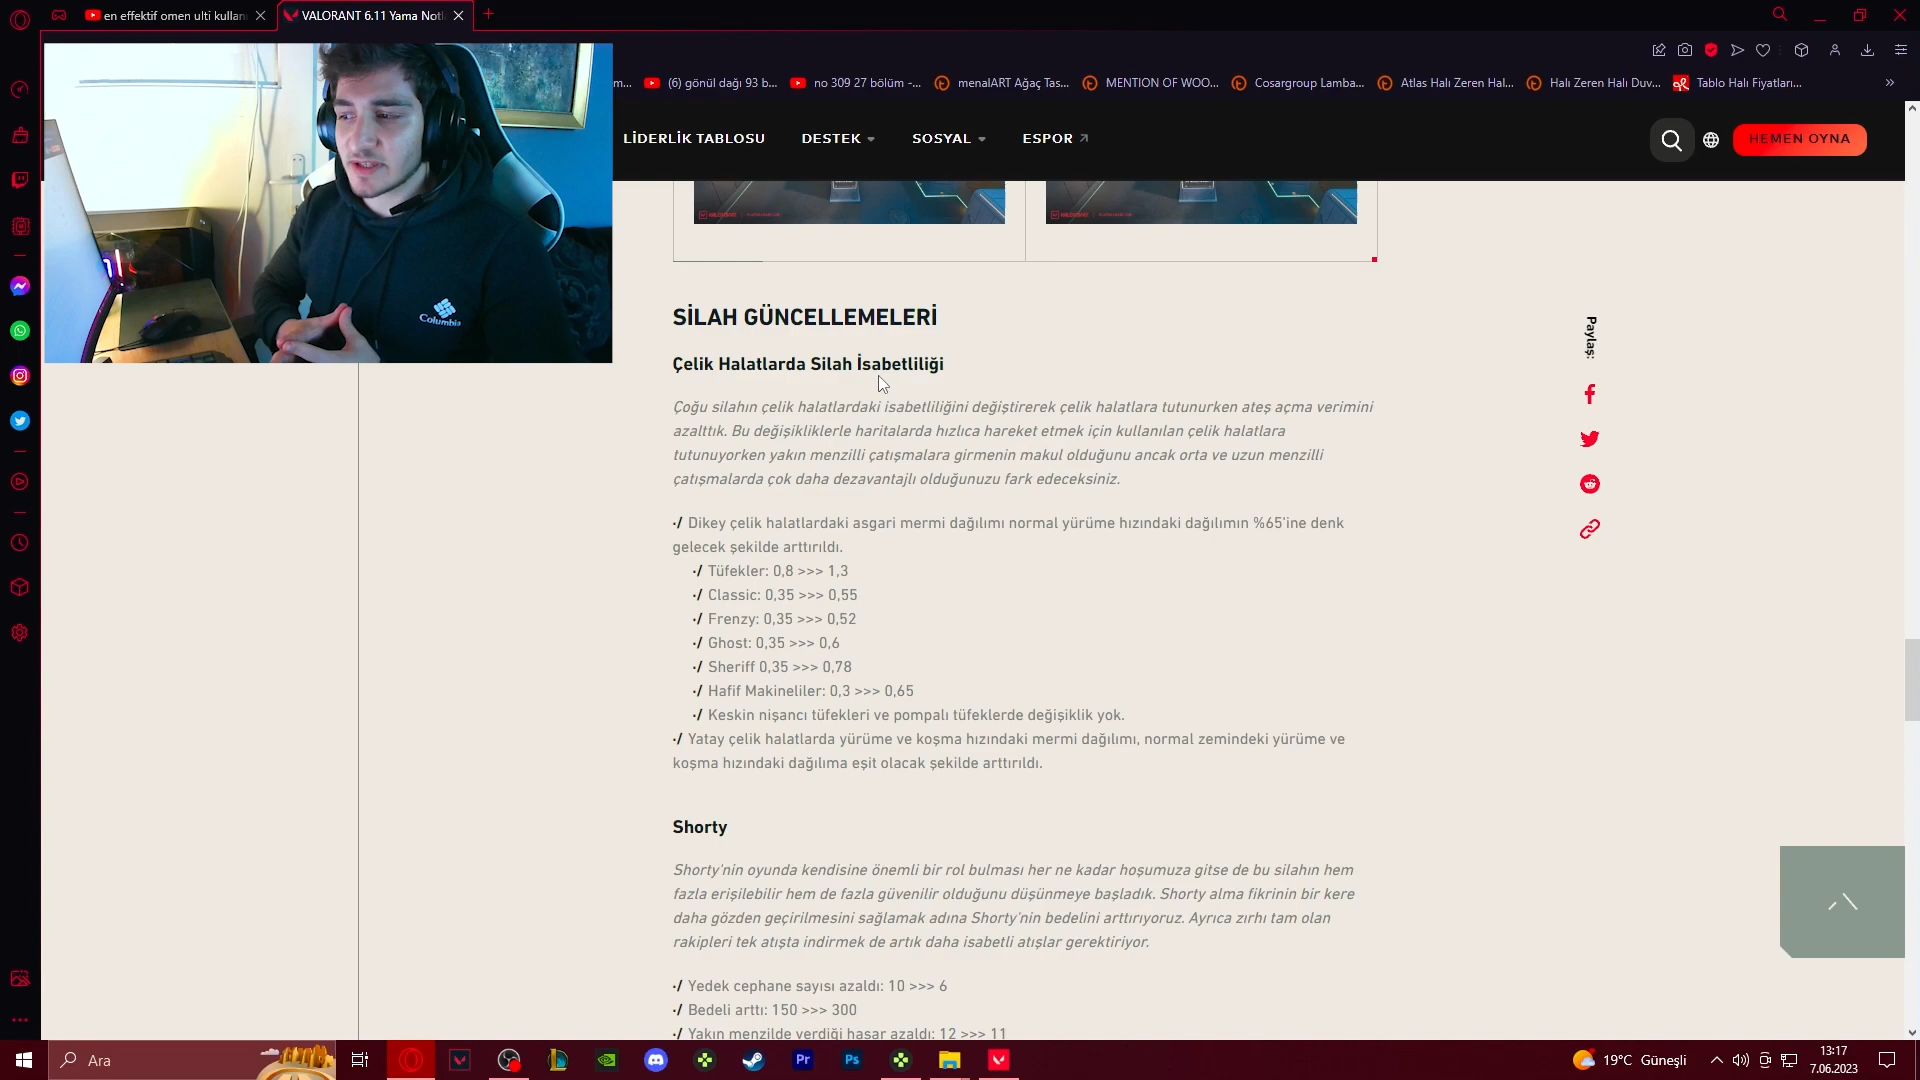 en effektif omen ulti kullanı
VALORANT 6.11 Yama Notla
m...
(6) gönül dağı 93 b...
no 309 27 bölüm -...
menalART Ağaç Tas...
MENTION OF WOO...
Cosargroup Lamba...
Atlas Halı Zeren Hal...
Halı Zeren Halı Duv...
Tablo Halı Fiyatları...
LİDERLİK TABLOSU
DESTEK
SOSYAL
ESPOR
HEMEN OYNA
Columbia
SİLAH GÜNCELLEMELERİ
Çelik Halatlarda Silah İsabetliliği
Çoğu silahın çelik halatlardaki isabetliliğini değiştirerek çelik halatlara tutunurken ateş açma verimini
azalttık. Bu değişikliklerle haritalarda hızlıca hareket etmek için kullanılan çelik halatlara
tutunuyorken yakın menzilli çatışmalara girmenin makul olduğunu ancak orta ve uzun menzilli
çatışmalarda çok daha dezavantajlı olduğunuzu fark edeceksiniz.
·/ Dikey çelik halatlardaki asgari mermi dağılımı normal yürüme hızındaki dağılımın %65'ine denk
gelecek şekilde arttırıldı.
·/ Tüfekler: 0,8 >>> 1,3
·/ Classic: 0,35 >>> 0,55
·/ Frenzy: 0,35 >>> 0,52
·/ Ghost: 0,35 >>> 0,6
·/ Sheriff 0,35 >>> 0,78
·/ Hafif Makineliler: 0,3 >>> 0,65
·/ Keskin nişancı tüfekleri ve pompalı tüfeklerde değişiklik yok.
·/ Yatay çelik halatlarda yürüme ve koşma hızındaki mermi dağılımı, normal zemindeki yürüme ve
koşma hızındaki dağılıma eşit olacak şekilde arttırıldı.
Shorty
Shorty'nin oyunda kendisine önemli bir rol bulması her ne kadar hoşumuza gitse de bu silahın hem
fazla erişilebilir hem de fazla güvenilir olduğunu düşünmeye başladık. Shorty alma fikrinin bir kere
daha gözden geçirilmesini sağlamak adına Shorty'nin bedelini arttırıyoruz. Ayrıca zırhı tam olan
rakipleri tek atışta indirmek de artık daha isabetli atışlar gerektiriyor.
·/ Yedek cephane sayısı azaldı: 10 >>> 6
·/ Bedeli arttı: 150 >>> 300
·/ Yakın menzilde verdiği hasar azaldı: 12 >>> 11
Paylaş:
Ara
Pr
Ps
19°C Güneşli
13:17
7.06.2023